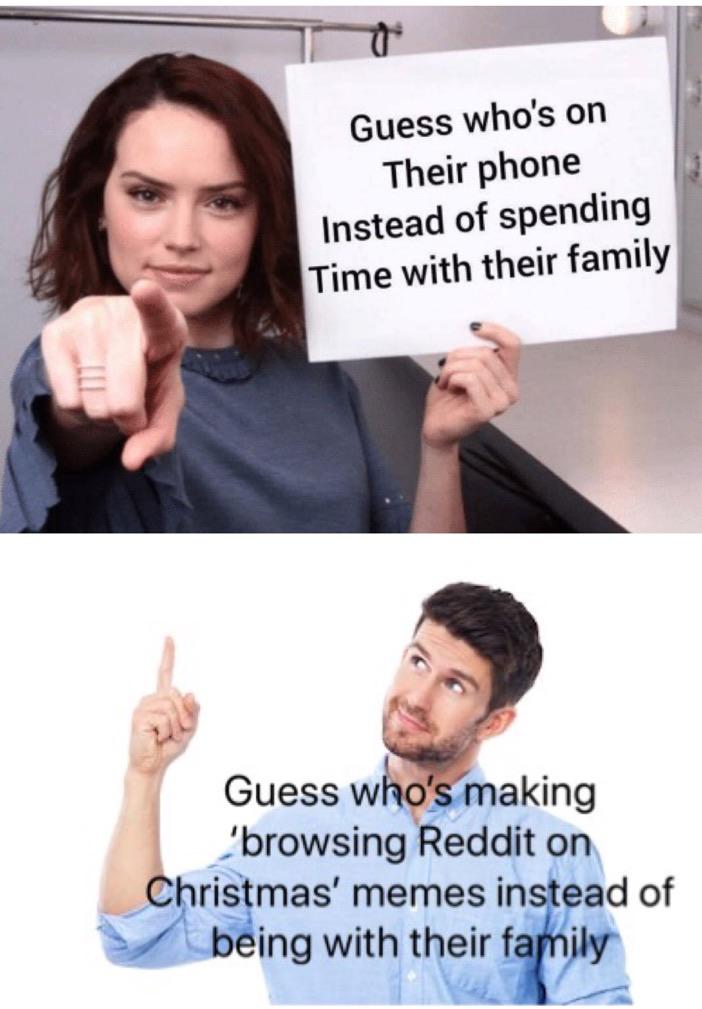 Guess who's on
Their phone
Instead of spending
Time with their family
Guess who's making
'browsing Reddit on
Christmas' memes instead of
being with their family